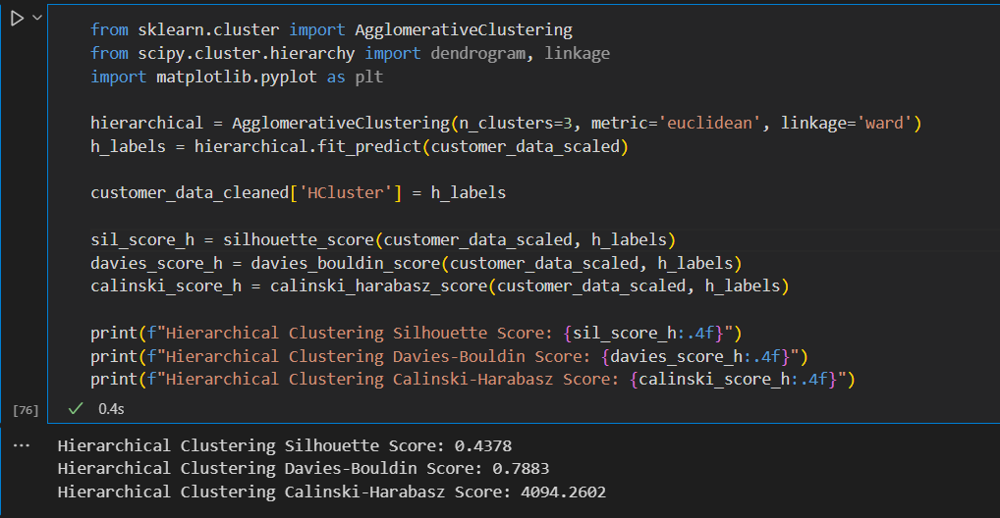 from sklearn.cluster import AgglomerativeClustering
from scipy.cluster.hierarchy import dendrogram, linkage
import matplotlib.pyplot as plt
hierarchical = AgglomerativeClustering(n_clusters=3, metric='euclidean', linkage='ward')
h_labels = hierarchical.fit_predict(customer_data_scaled)
customer_data_cleaned['HCluster'] = h_labels
sil_score_h = silhouette_score(customer_data_scaled, h_labels)
davies_score_h = davies_bouldin_score(customer_data_scaled, h_labels)
calinski_score_h = calinski_harabasz_score(customer_data_scaled, h_labels)
print(f"Hierarchical Clustering Silhouette Score: {sil_score_h:.4f}")
print(f"Hierarchical Clustering Davies-Bouldin Score: {davies_score_h:.4f}")
print(f"Hierarchical Clustering Calinski-Harabasz Score: {calinski_score_h:.4f}")
[76] 0.4s
Hierarchical Clustering Silhouette Score: 0.4378
Hierarchical Clustering Davies-Bouldin Score: 0.7883
Hierarchical Clustering Calinski-Harabasz Score: 4094.2602